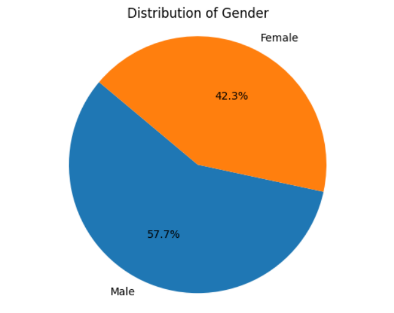 Distribution of Gender
Female
42.3%
57.7%
Male